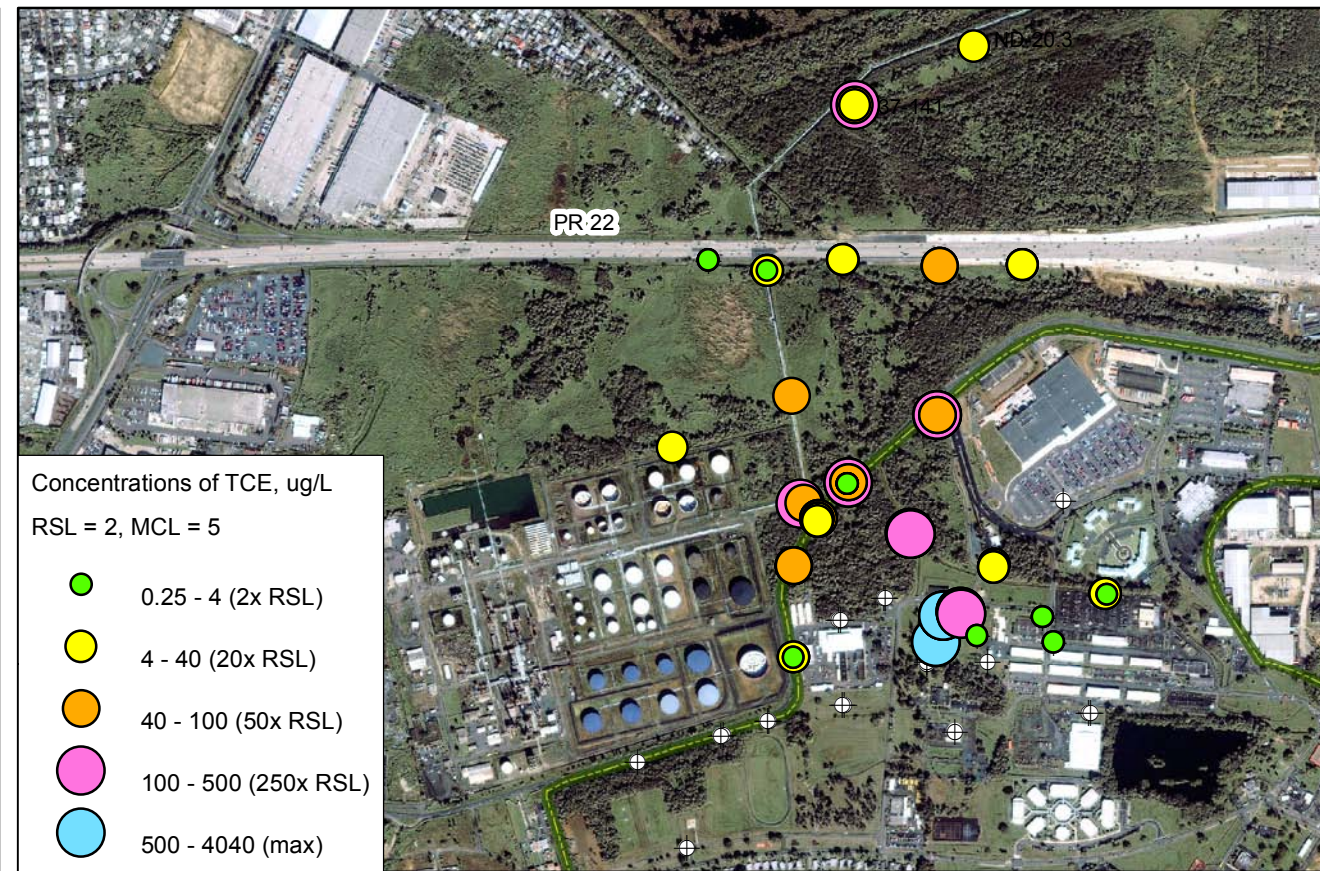 ND-20.3
37-141
PR 22
Concentrations of TCE, ug/L
RSL = 2, MCL = 5
0.25 - 4 (2x RSL)
4 - 40 (20x RSL)
40 - 100 (50x RSL)
100 - 500 (250x RSL)
500 - 4040 (max)